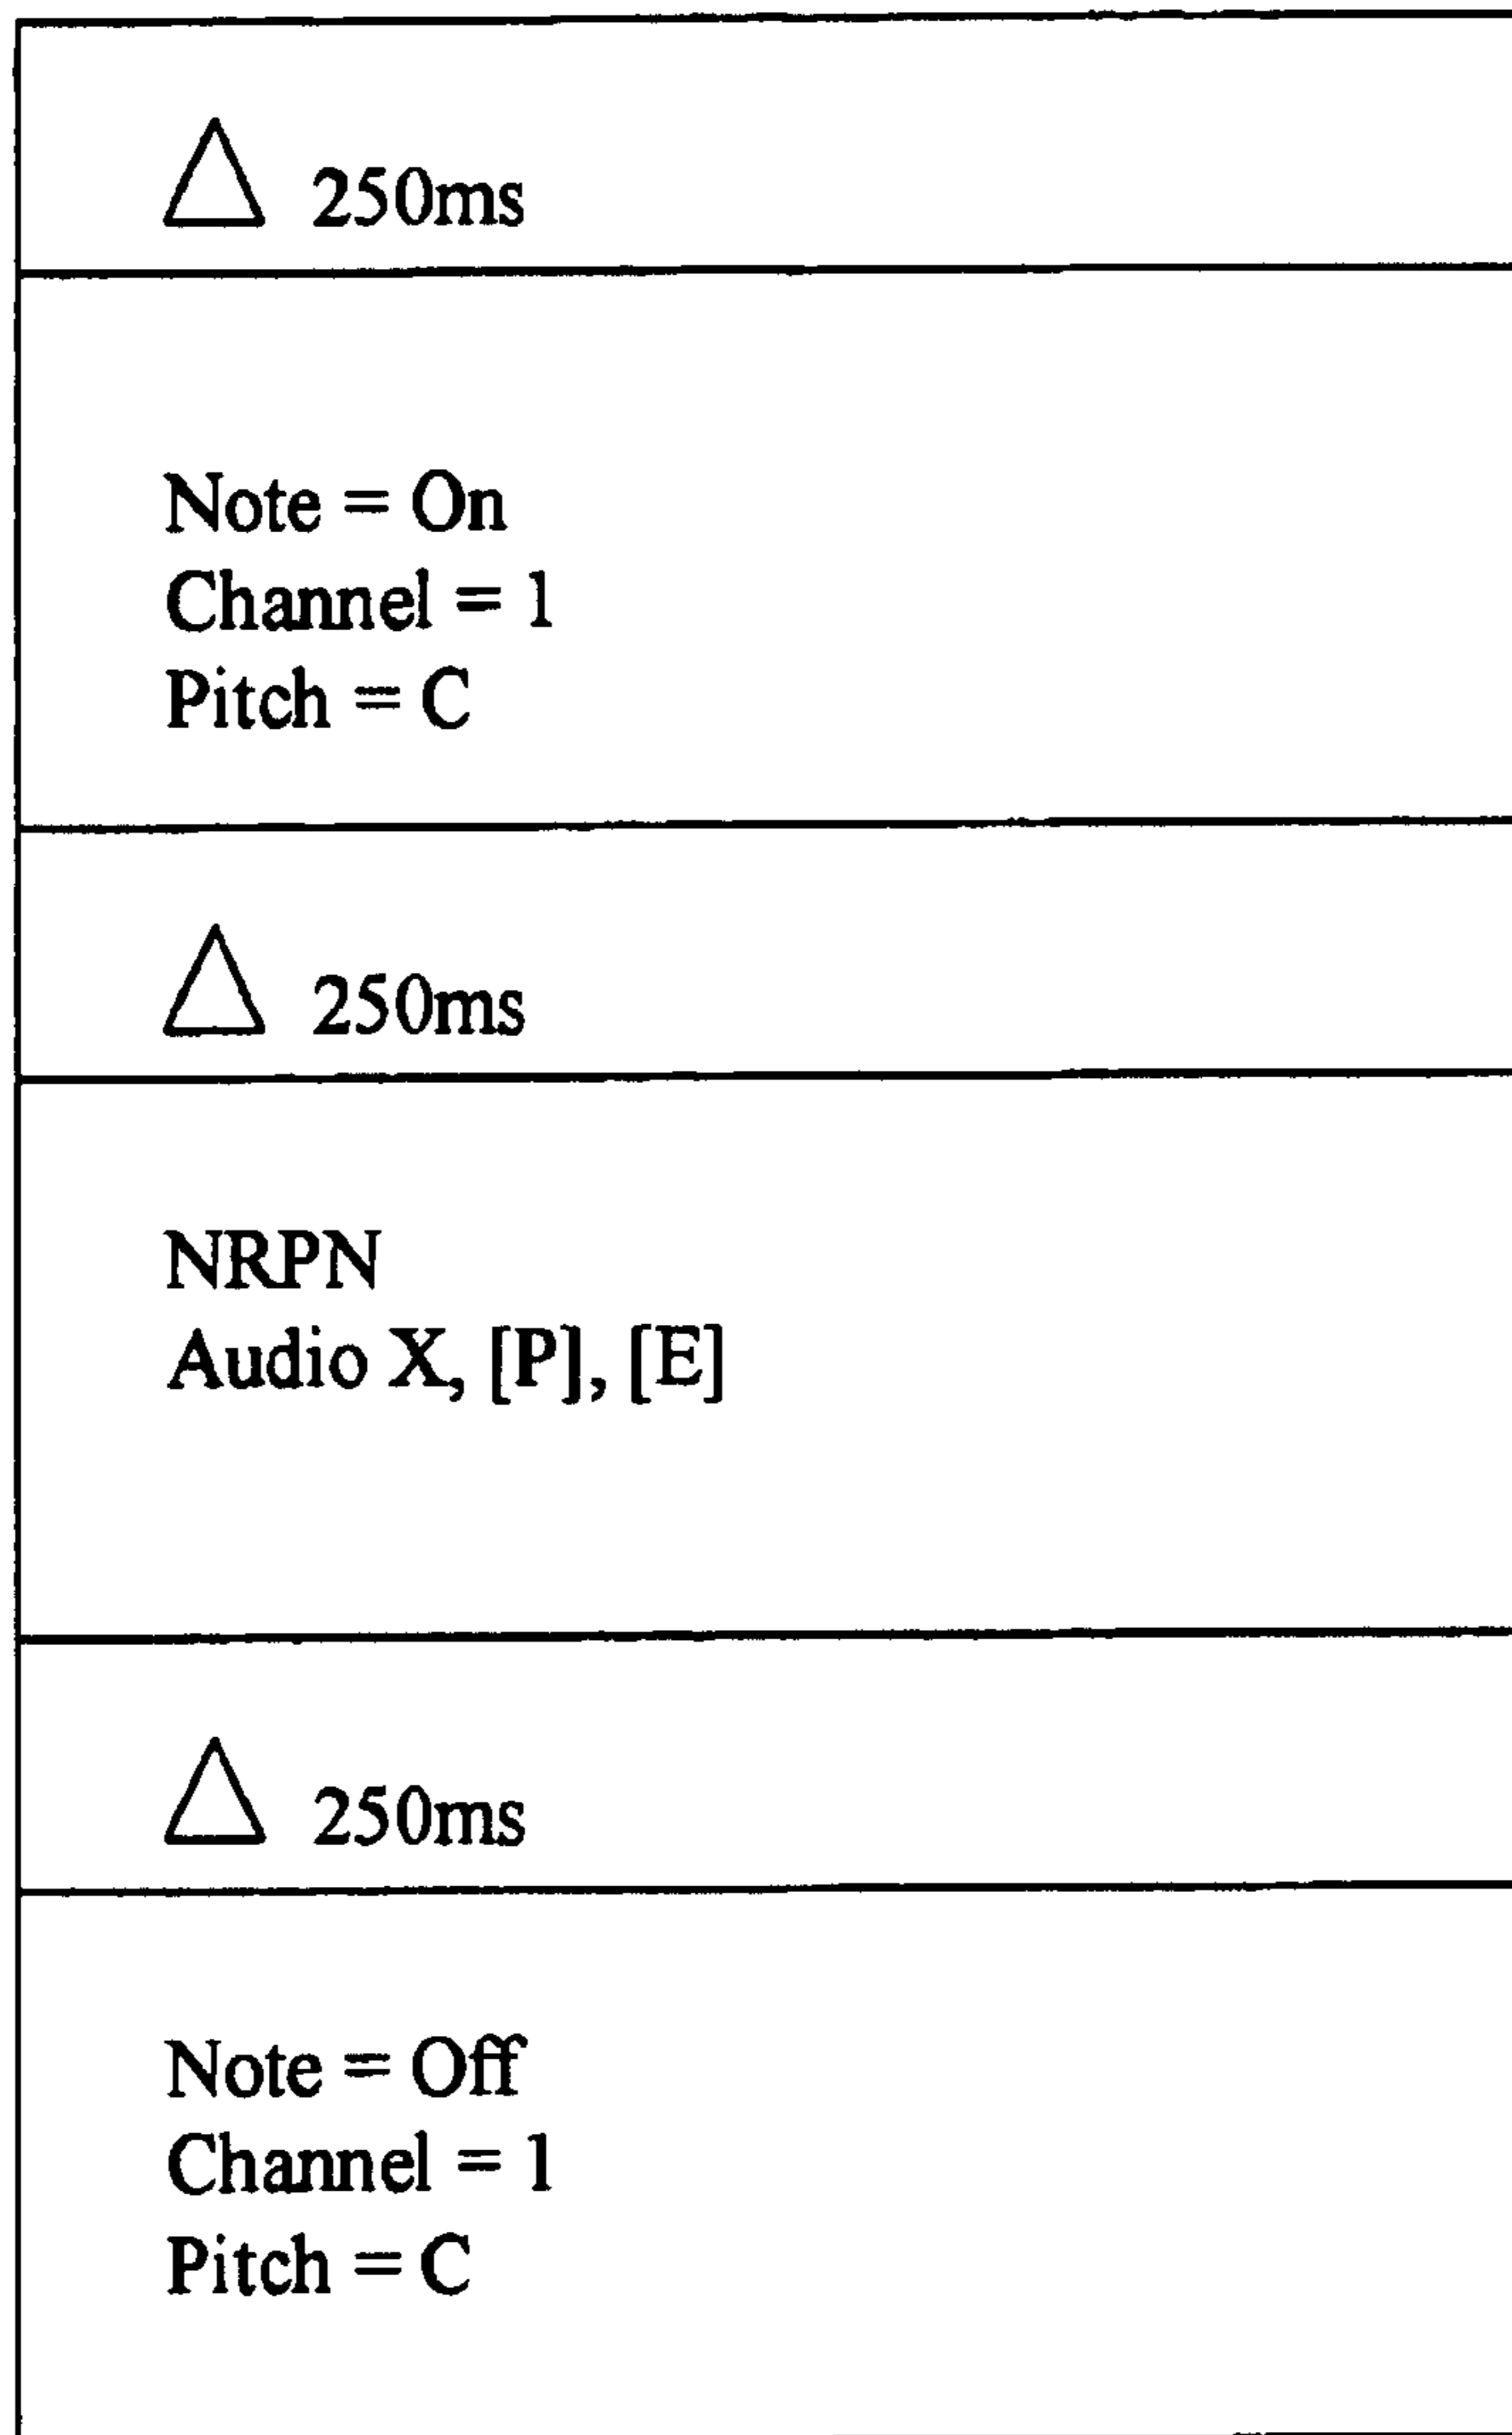 △ 250ms
Note = On
Channel = 1
Pitch = C
△ 250ms
NRPN
Audio X, [P], [E]
△ 250ms
Note = Off
Channel = 1
Pitch = C